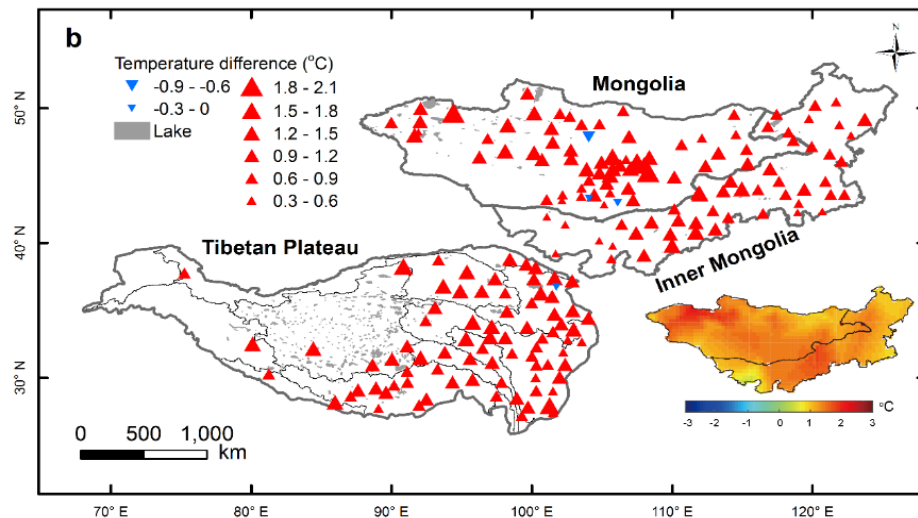 b
Temperature difference (°C)
-0.9 - -0.6
-0.3 - 0
Lake
1.8 - 2.1
1.5 - 1.8
1.2 - 1.5
0.9 - 1.2
0.6 - 0.9
0.3 - 0.6
N
Mongolia
Tibetan Plateau
Inner Mongolia
50° N
40° N
30° N
0 500 1,000
km
°C
-3 -2 -1 0 1 2 3
70° E 80° E 90° E 100° E 110° E 120° E